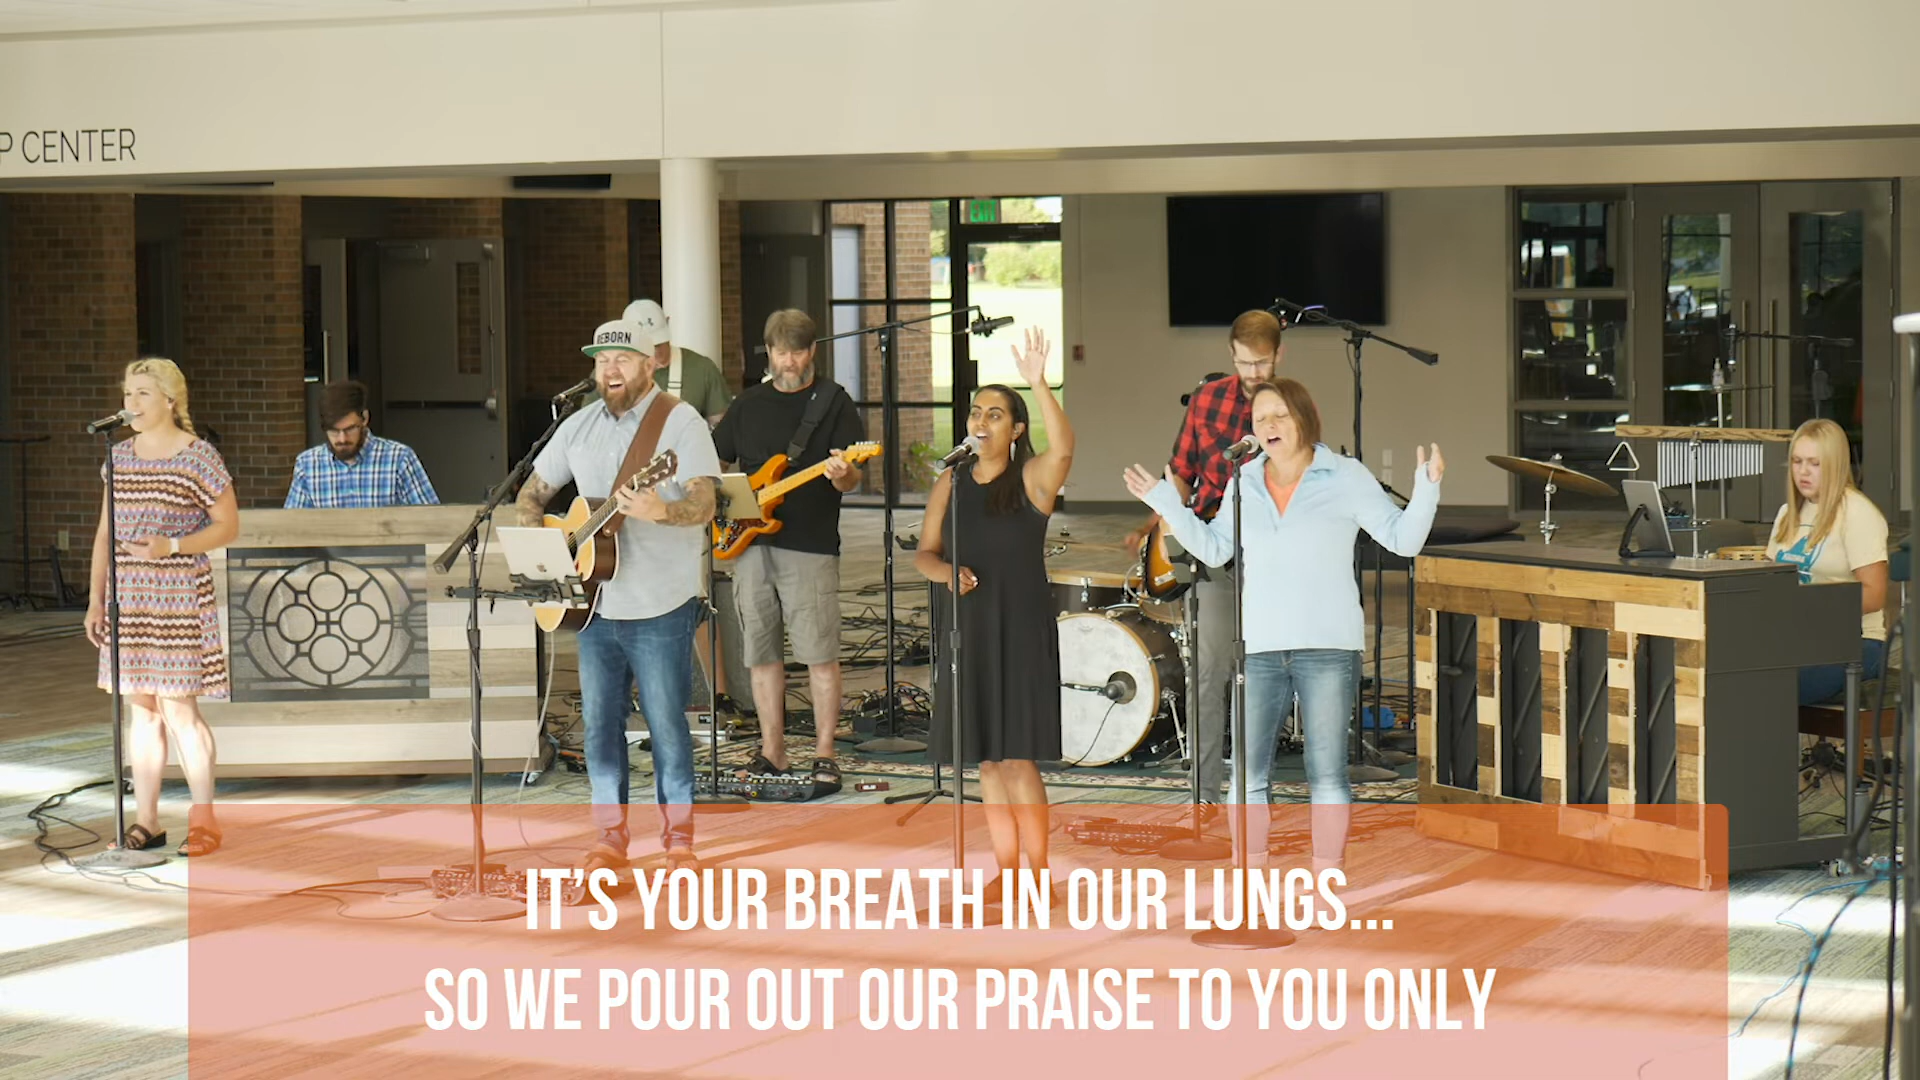 P CENTER
EXIT
REBORN
IT'S YOUR BREATH IN OUR LUNGS...
SO WE POUR OUT OUR PRAISE TO YOU ONLY